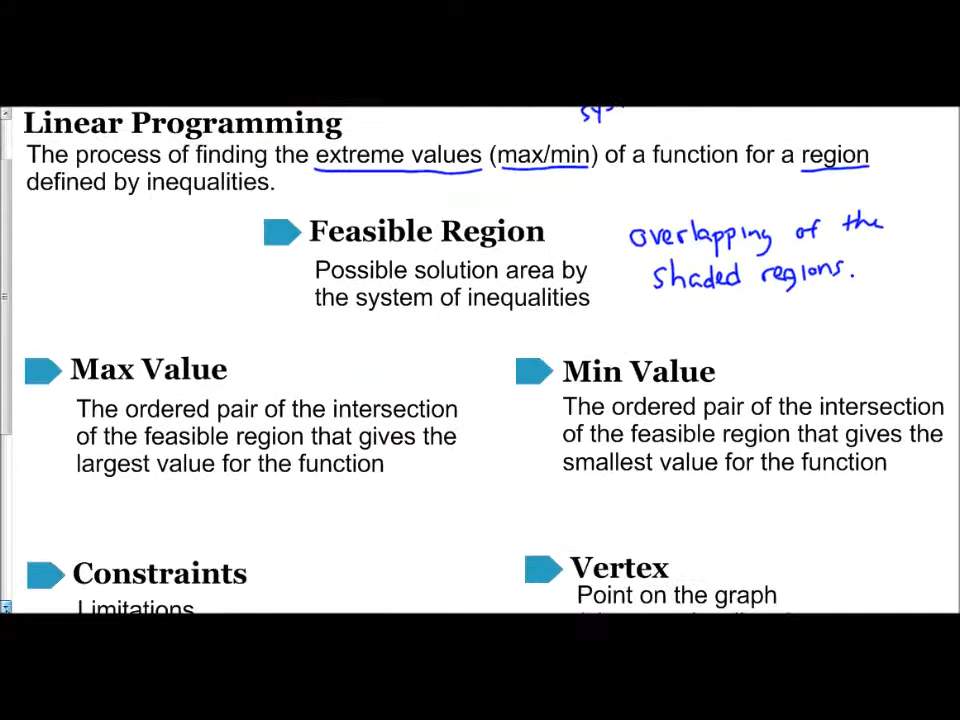 sys
Linear Programming
The process of finding the extreme values (max/min) of a function for a region
defined by inequalities.
Feasible Region
Possible solution area by
the system of inequalities
overlapping of the
shaded regions.
Max Value
The ordered pair of the intersection
of the feasible region that gives the
largest value for the function
Min Value
The ordered pair of the intersection
of the feasible region that gives the
smallest value for the function
Constraints
Limitations
Vertex
Point on the graph